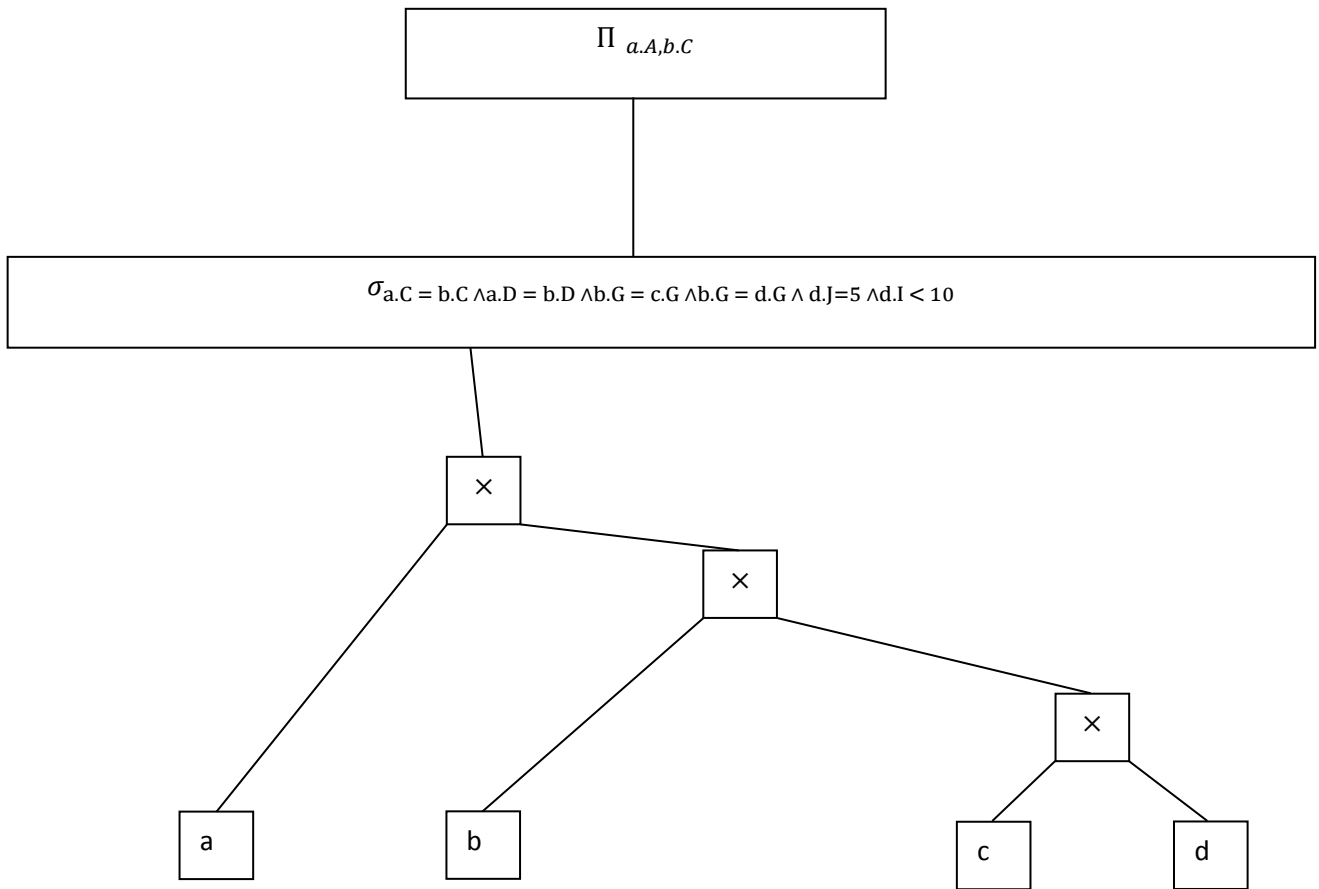 Π a.A,b.C
σa.C = b.C ∧a.D = b.D ∧b.G = c.G ∧b.G = d.G ∧ d.J=5 ∧d.I < 10
×
×
×
a
b
c
d